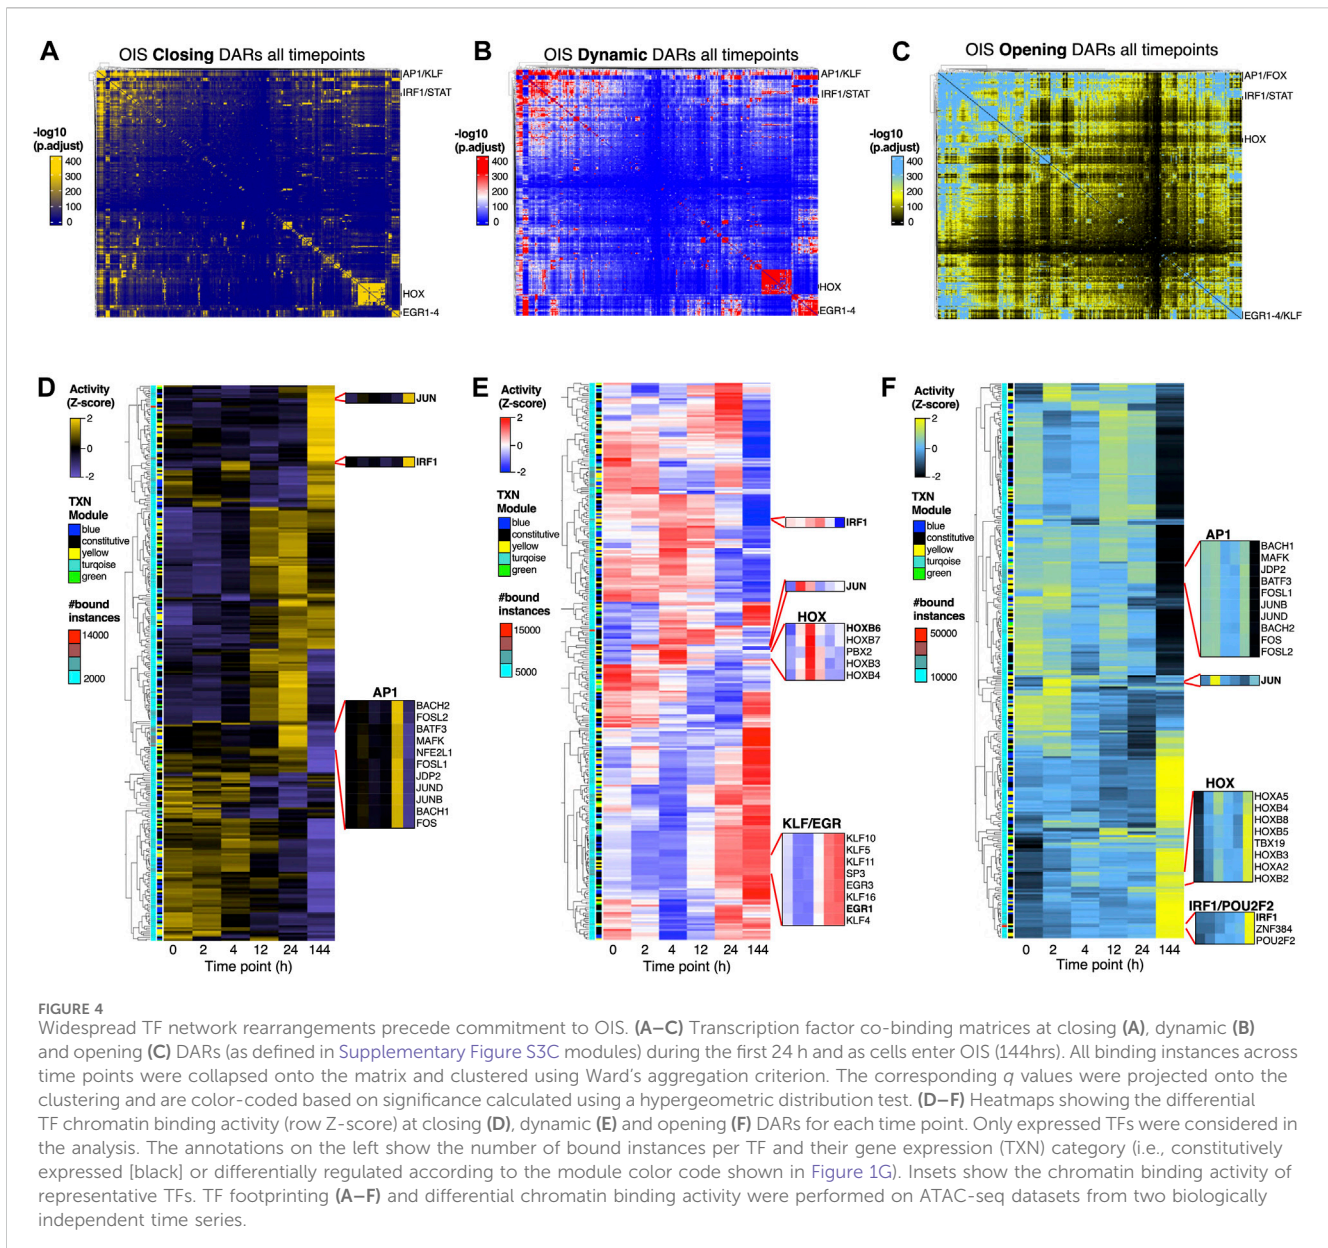 A
OIS Closing DARs all timepoints
-log10
(p.adjust)
400
300
200
100
0
AP1/KLF
IRF1/STAT
HOX
EGR1-4
B
OIS Dynamic DARs all timepoints
-log10
(p.adjust)
400
300
200
100
0
AP1/KLF
IRF1/STAT
HOX
EGR1-4
C
OIS Opening DARs all timepoints
-log10
(p.adjust)
400
300
200
100
0
AP1/FOX
IRF1/STAT
HOX
EGR1-4/KLF
D
Activity
(Z-score)
2
0
-2
TXN
Module
blue
constitutive
yellow
turqoise
green
#bound
instances
14000
2000
JUN
IRF1
AP1
BACH2
FOSL2
BATF3
MAFK
NFE2L1
FOSL1
JDP2
JUND
JUNB
BACH1
FOS
0 2 4 12 24 144
Time point (h)
E
Activity
(Z-score)
2
0
-2
TXN
Module
blue
constitutive
yellow
turqoise
green
#bound
instances
15000
5000
IRF1
JUN
HOX
HOXB6
HOXB7
PBX2
HOXB3
HOXB4
KLF/EGR
KLF10
KLF5
KLF11
SP3
EGR3
KLF16
EGR1
KLF4
0 2 4 12 24 144
Time point (h)
F
Activity
(Z-score)
2
0
-2
TXN
Module
blue
constitutive
yellow
turqoise
green
#bound
instances
50000
10000
AP1
BACH1
MAFK
JDP2
BATF3
FOSL1
JUNB
JUND
BACH2
FOS
FOSL2
JUN
HOX
HOXA5
HOXB4
HOXB8
HOXB5
TBX19
HOXB3
HOXA2
HOXB2
IRF1/POU2F2
IRF1
ZNF384
POU2F2
0 2 4 12 24 144
Time point (h)
FIGURE 4
Widespread TF network rearrangements precede commitment to OIS. (A–C) Transcription factor co-binding matrices at closing (A), dynamic (B)
and opening (C) DARs (as defined in Supplementary Figure S3C modules) during the first 24 h and as cells enter OIS (144hrs). All binding instances across
time points were collapsed onto the matrix and clustered using Ward's aggregation criterion. The corresponding q values were projected onto the
clustering and are color-coded based on significance calculated using a hypergeometric distribution test. (D–F) Heatmaps showing the differential
TF chromatin binding activity (row Z-score) at closing (D), dynamic (E) and opening (F) DARs for each time point. Only expressed TFs were considered in
the analysis. The annotations on the left show the number of bound instances per TF and their gene expression (TXN) category (i.e., constitutively
expressed [black] or differentially regulated according to the module color code shown in Figure 1G). Insets show the chromatin binding activity of
representative TFs. TF footprinting (A–F) and differential chromatin binding activity were performed on ATAC-seq datasets from two biologically
independent time series.